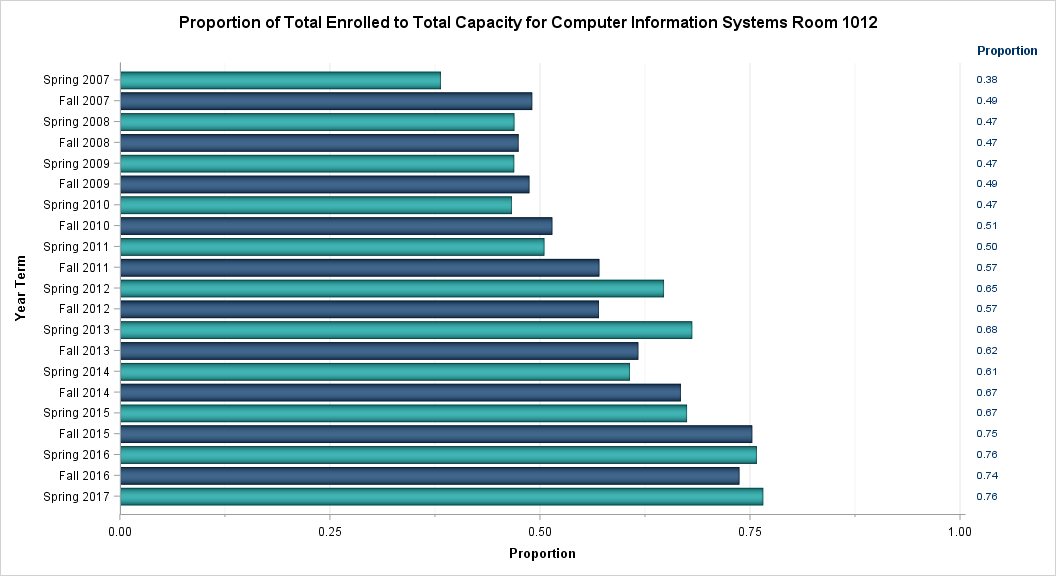 Proportion of Total Enrolled to Total Capacity for Computer Information Systems Room 1012
Proportion
Spring 2007 0.38
Fall 2007 0.49
Spring 2008 0.47
Fall 2008 0.47
Spring 2009 0.47
Fall 2009 0.49
Spring 2010 0.47
Fall 2010 0.51
Spring 2011 0.50
Fall 2011 0.57
Spring 2012 0.65
Fall 2012 0.57
Spring 2013 0.68
Fall 2013 0.62
Spring 2014 0.61
Fall 2014 0.67
Spring 2015 0.67
Fall 2015 0.75
Spring 2016 0.76
Fall 2016 0.74
Spring 2017 0.76
Year Term
0.00 0.25 0.50 0.75 1.00
Proportion